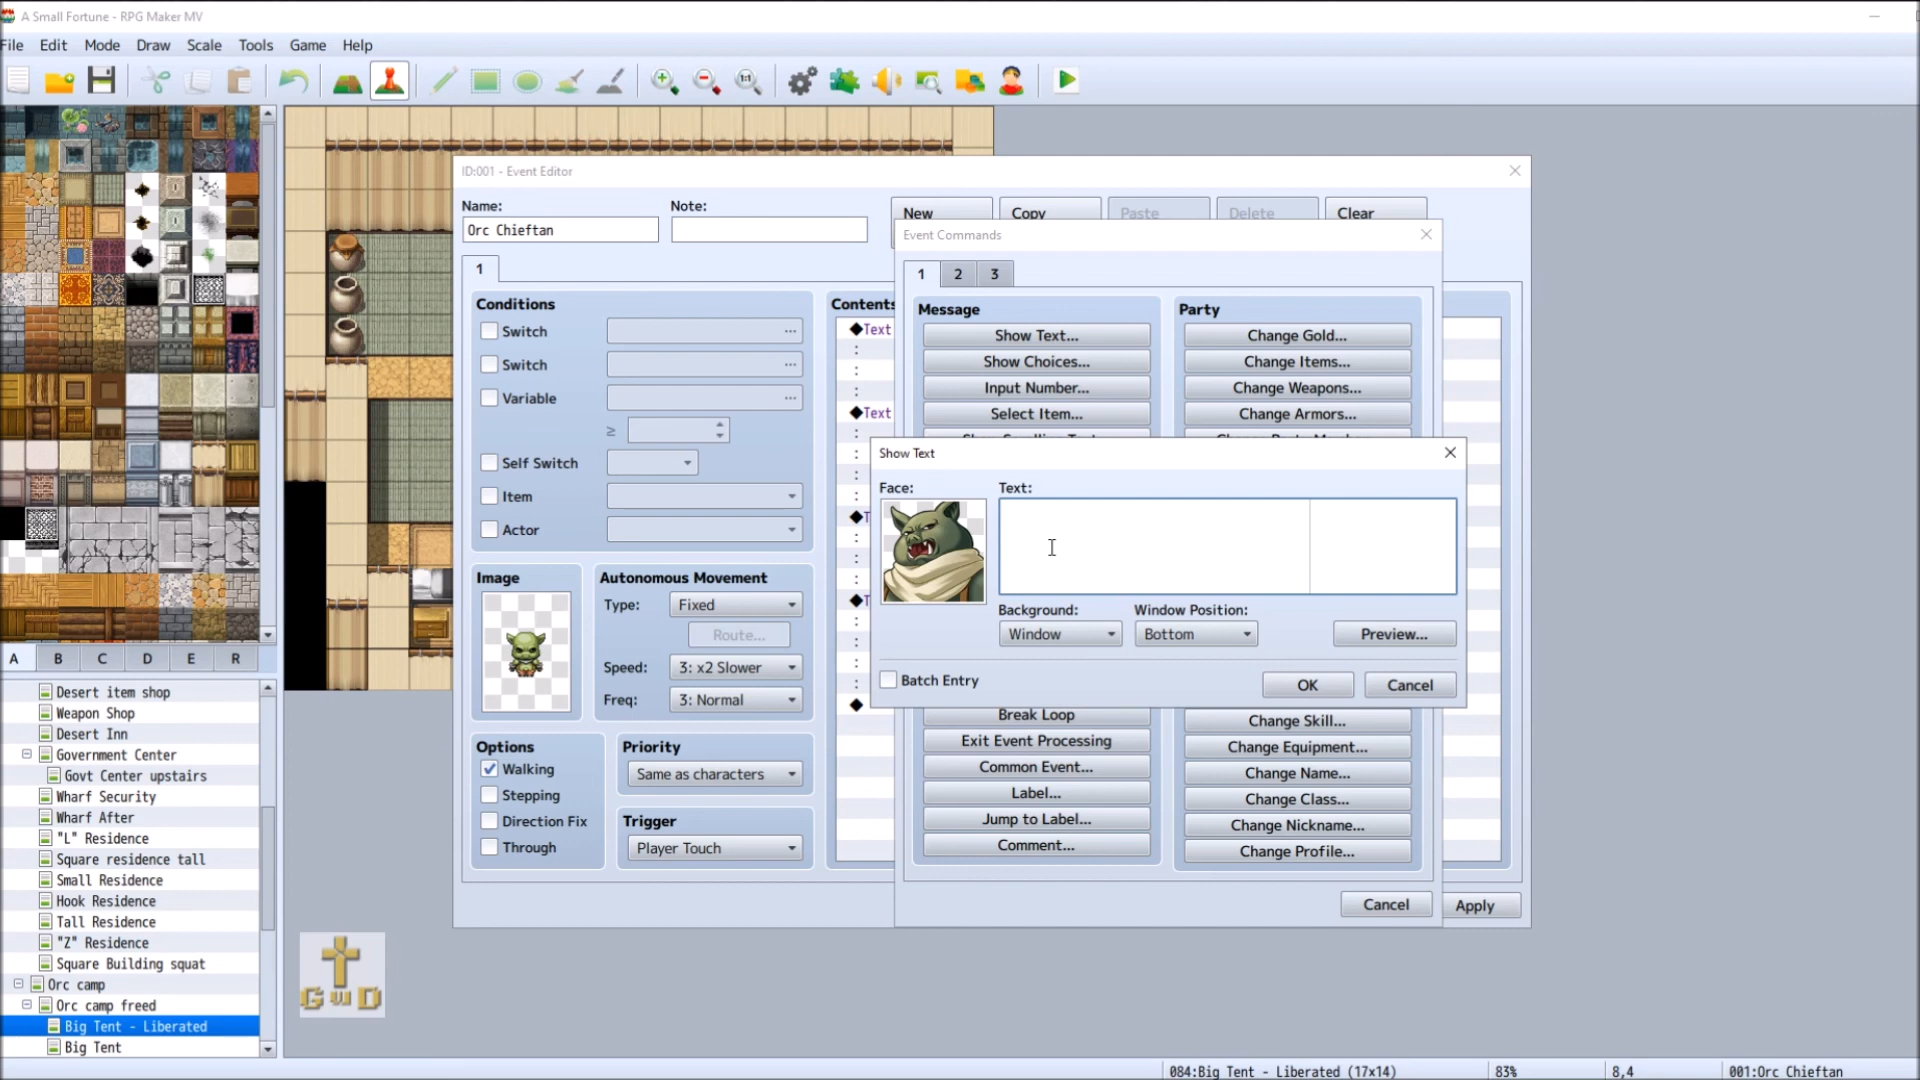 A Small Fortune - RPG Maker MV
File Edit Mode Draw Scale Tools Game Help
1:1
ID:001 - Event Editor
Name:
Note:
Orc Chieftan
New
Copy
Paste
Delete
Clear
1
Conditions
Switch
Switch
Variable
≥
Self Switch
Item
Actor
Image
Autonomous Movement
Type:
Fixed
Route...
Speed:
3: x2 Slower
Freq:
3: Normal
Options
Walking
Stepping
Direction Fix
Through
Priority
Same as characters
Trigger
Player Touch
Contents
◆Text
:
:
:
◆Text
:
:
:
:
◆T
:
:
:
◆T
:
:
:
:
◆
Event Commands
1 2 3
Message
Show Text...
Show Choices...
Input Number...
Select Item...
Break Loop
Exit Event Processing
Common Event...
Label...
Jump to Label...
Comment...
Party
Change Gold...
Change Items...
Change Weapons...
Change Armors...
Change Skill...
Change Equipment...
Change Name...
Change Class...
Change Nickname...
Change Profile...
Cancel
Apply
Show Text
Face:
Text:
Background:
Window
Window Position:
Bottom
Preview...
Batch Entry
OK
Cancel
A B C D E R
Desert item shop
Weapon Shop
Desert Inn
Government Center
Govt Center upstairs
Wharf Security
Wharf After
"L" Residence
Square residence tall
Small Residence
Hook Residence
Tall Residence
"Z" Residence
Square Building squat
Orc camp
Orc camp freed
Big Tent - Liberated
Big Tent
GWD
084:Big Tent - Liberated (17x14)
83%
8,4
001:Orc Chieftan